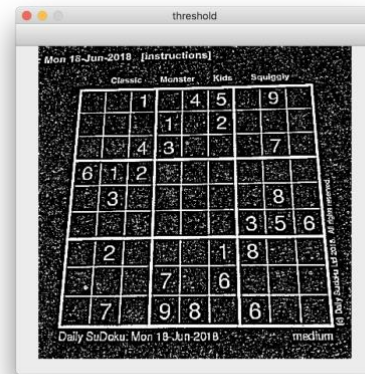 threshold
Mon 18-Jun-2018 [instructions]
Classic Monster Kids Squiggly
1 4 5 9
1 2
4 3 7
6 1 2
3 8
3 5 6
2 1 8
7 6
7 9 8 6
(c) Daily SuDoku Ltd 2018. All rights reserved.
Daily SuDoku: Mon 18-Jun-2018 medium